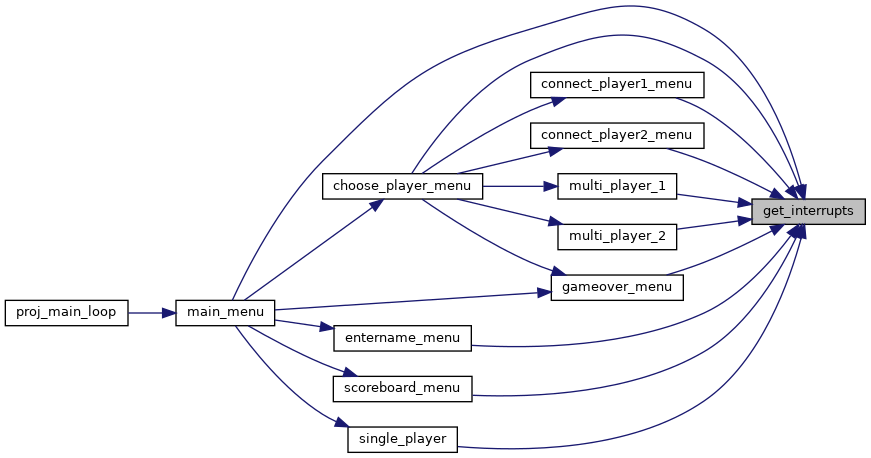 connect_player1_menu
connect_player2_menu
choose_player_menu
multi_player_1
get_interrupts
multi_player_2
gameover_menu
proj_main_loop
main_menu
entername_menu
scoreboard_menu
single_player